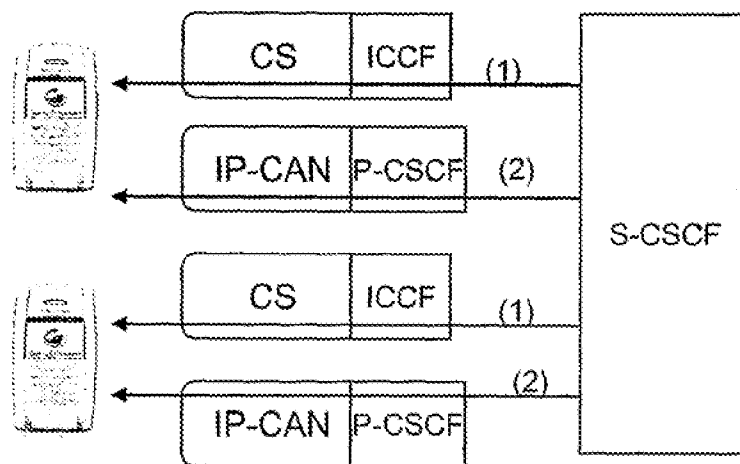 CS ICCF (1)
IP-CAN P-CSCF (2)
S-CSCF
CS ICCF (1)
(2)
IP-CAN P-CSCF